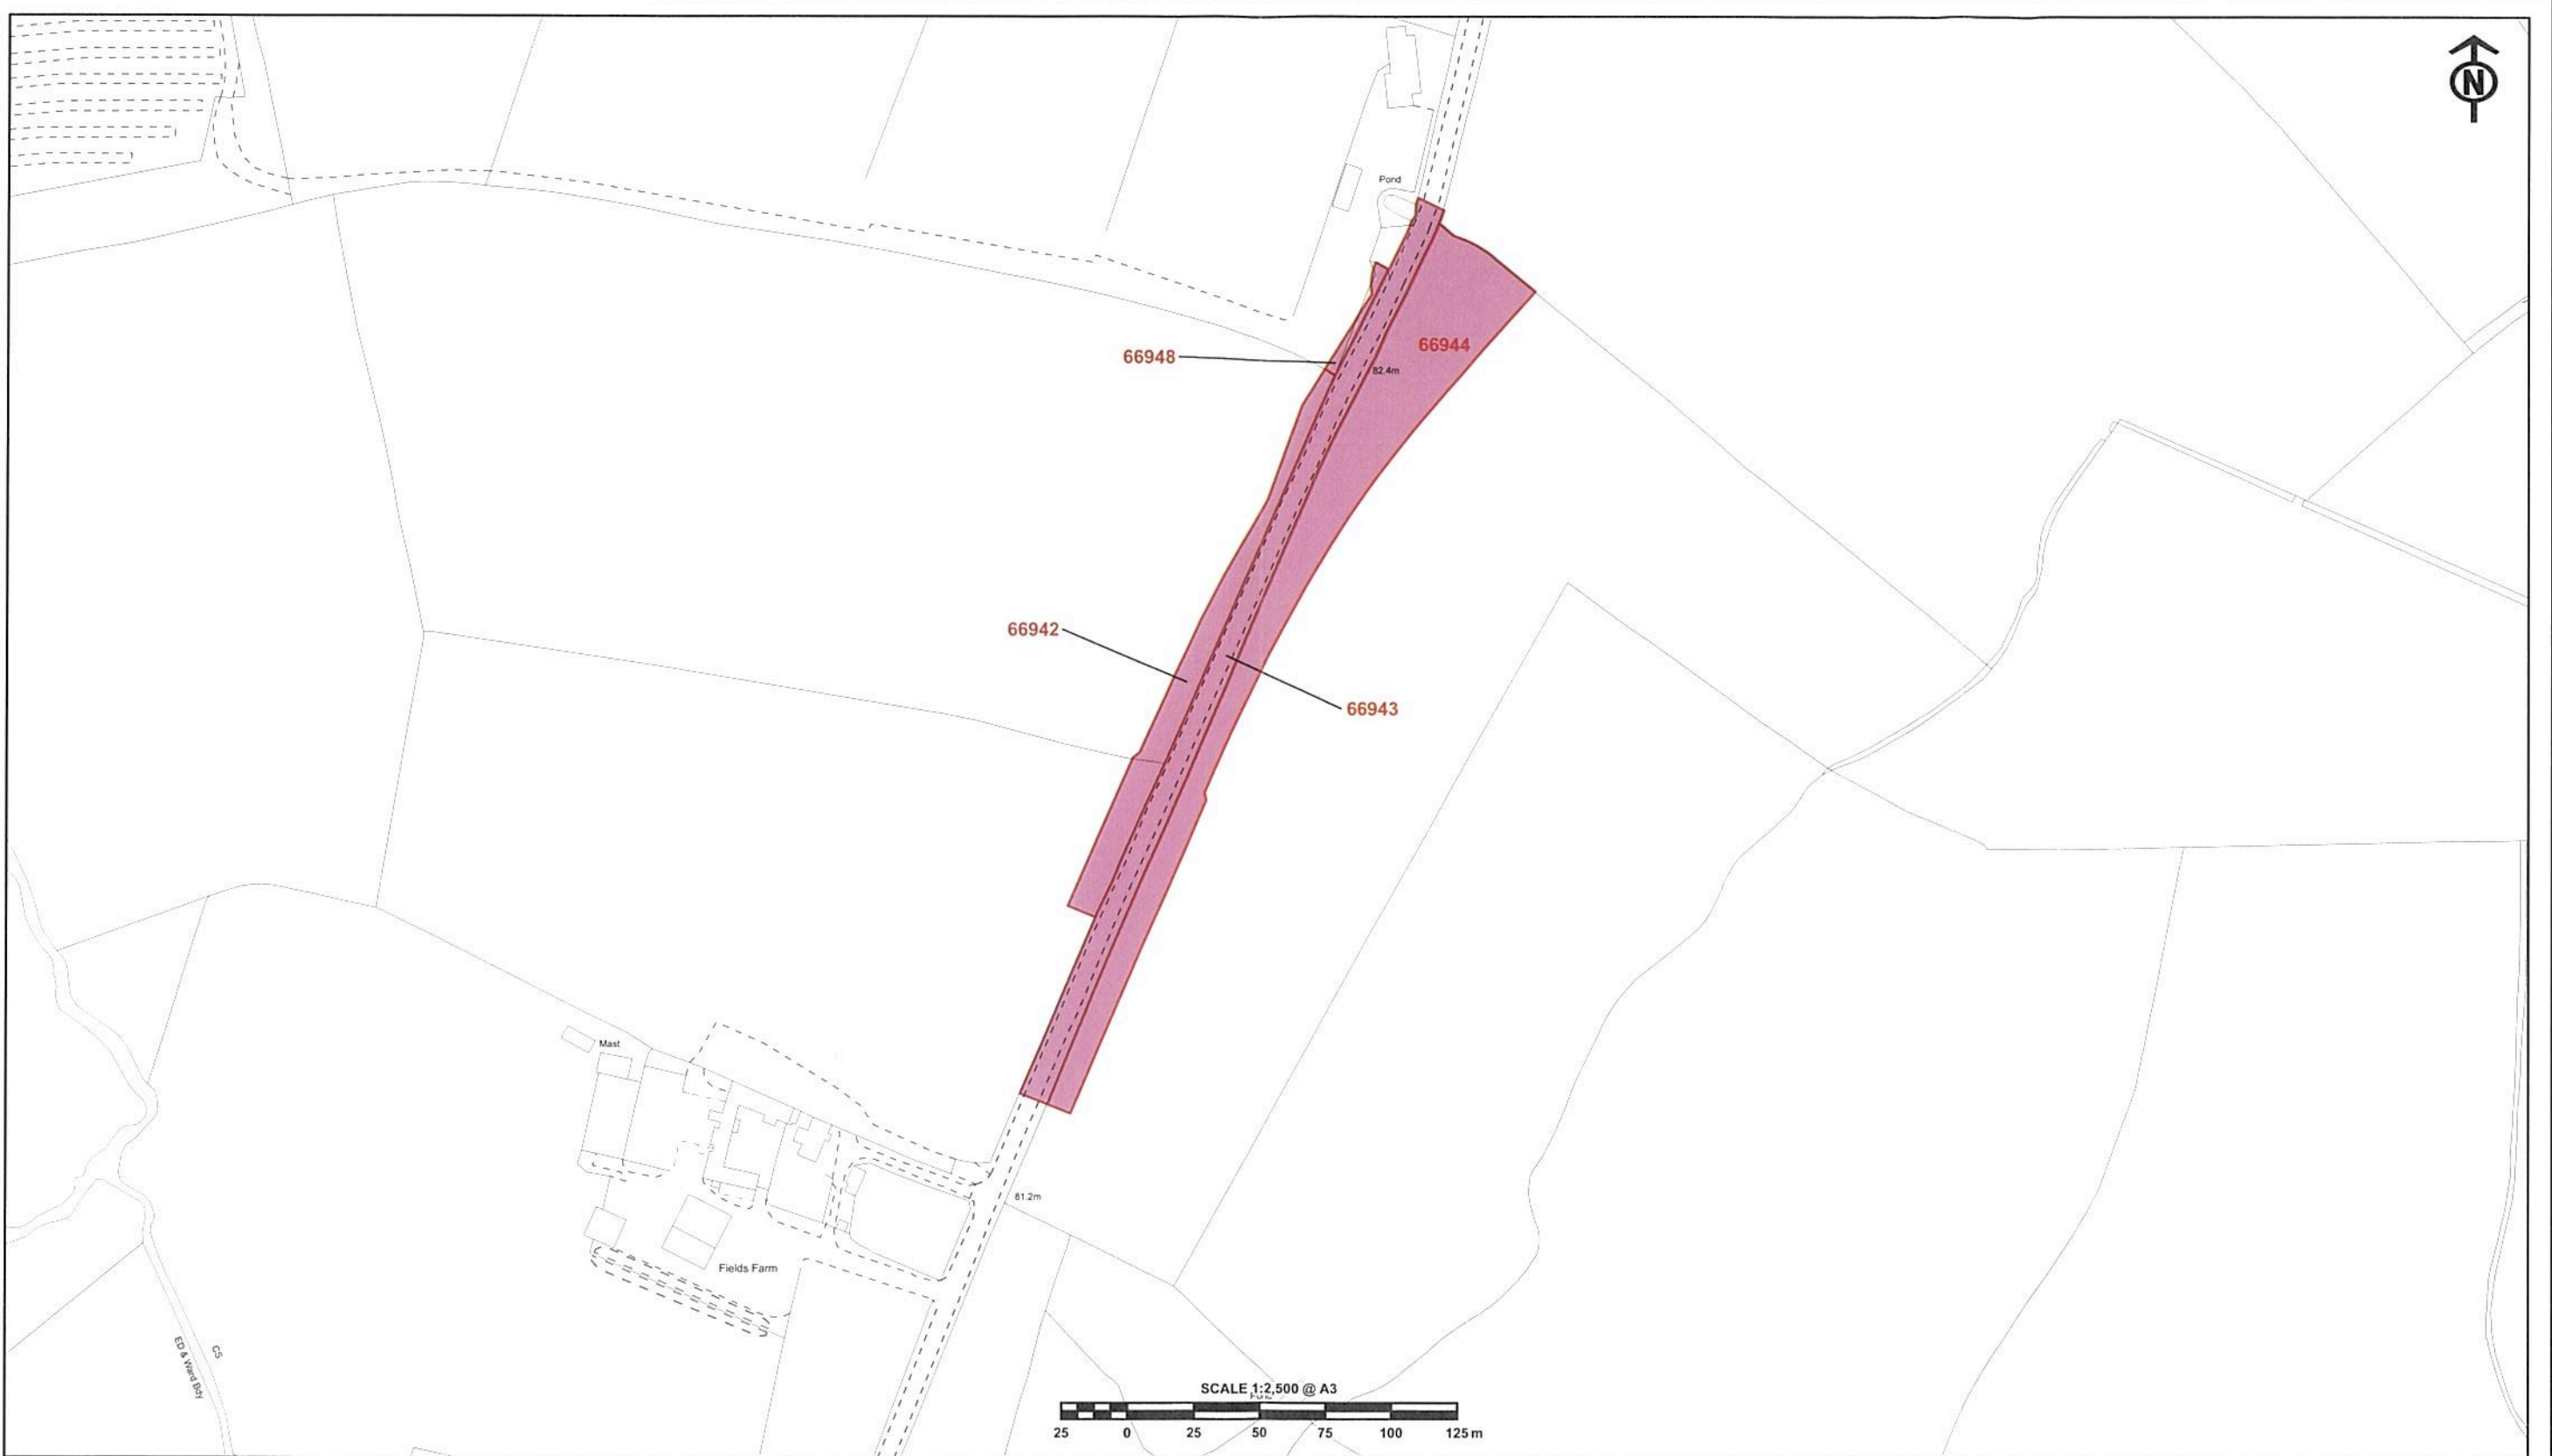 N
Pond
66944
66948
82.4m
66942
66943
Mast
81.2m
Fields Farm
CS
ED & Ward Bdy
SCALE 1:2,500 @ A3
25 0 25 50 75 100 125 m